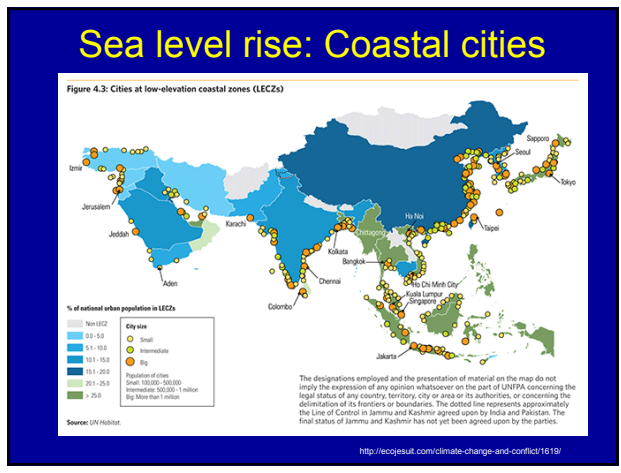 Sea level rise: Coastal cities
Figure 4.3: Cities at low-elevation coastal zones (LECZs)
Sapporo
Seoul
Izmir
Tokyo
Jerusalem
Ha Noi
Karachi
Taipei
Jeddah
Chittagong
Kolkata
Bangkok
Aden
Chennai
Ho Chi Minh City
Kuala Lumpur
Singapore
Colombo
Jakarta
% of national urban population in LECZs
Non LECZ
0.0 - 5.0
5.1 - 10.0
10.1 - 15.0
15.1 - 20.0
20.1 - 25.0
> 25.0
City size
Small
Intermediate
Big
Population of cities
Small: 100,000 - 500,000
Intermediate: 500,000 - 1 million
Big: More than 1 million
The designations employed and the presentation of material on the map do not
imply the expression of any opinion whatsoever on the part of UNFPA concerning the
legal status of any country, territory, city or area or its authorities, or concerning the
delimitation of its frontiers or boundaries. The dotted line represents approximately
the Line of Control in Jammu and Kashmir agreed upon by India and Pakistan. The
final status of Jammu and Kashmir has not yet been agreed upon by the parties.
Source: UN Habitat.
http://ecojesuit.com/climate-change-and-conflict/1619/